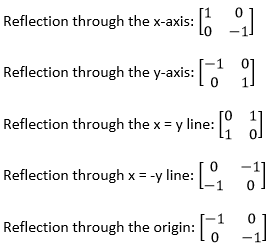 Reflection through the x-axis: [1 0
0 −1]
Reflection through the y-axis: [−1 0
0 1]
Reflection through the x = y line: [0 1
1 0]
Reflection through x = -y line: [0 −1
−1 0]
Reflection through the origin: [−1 0
0 −1]